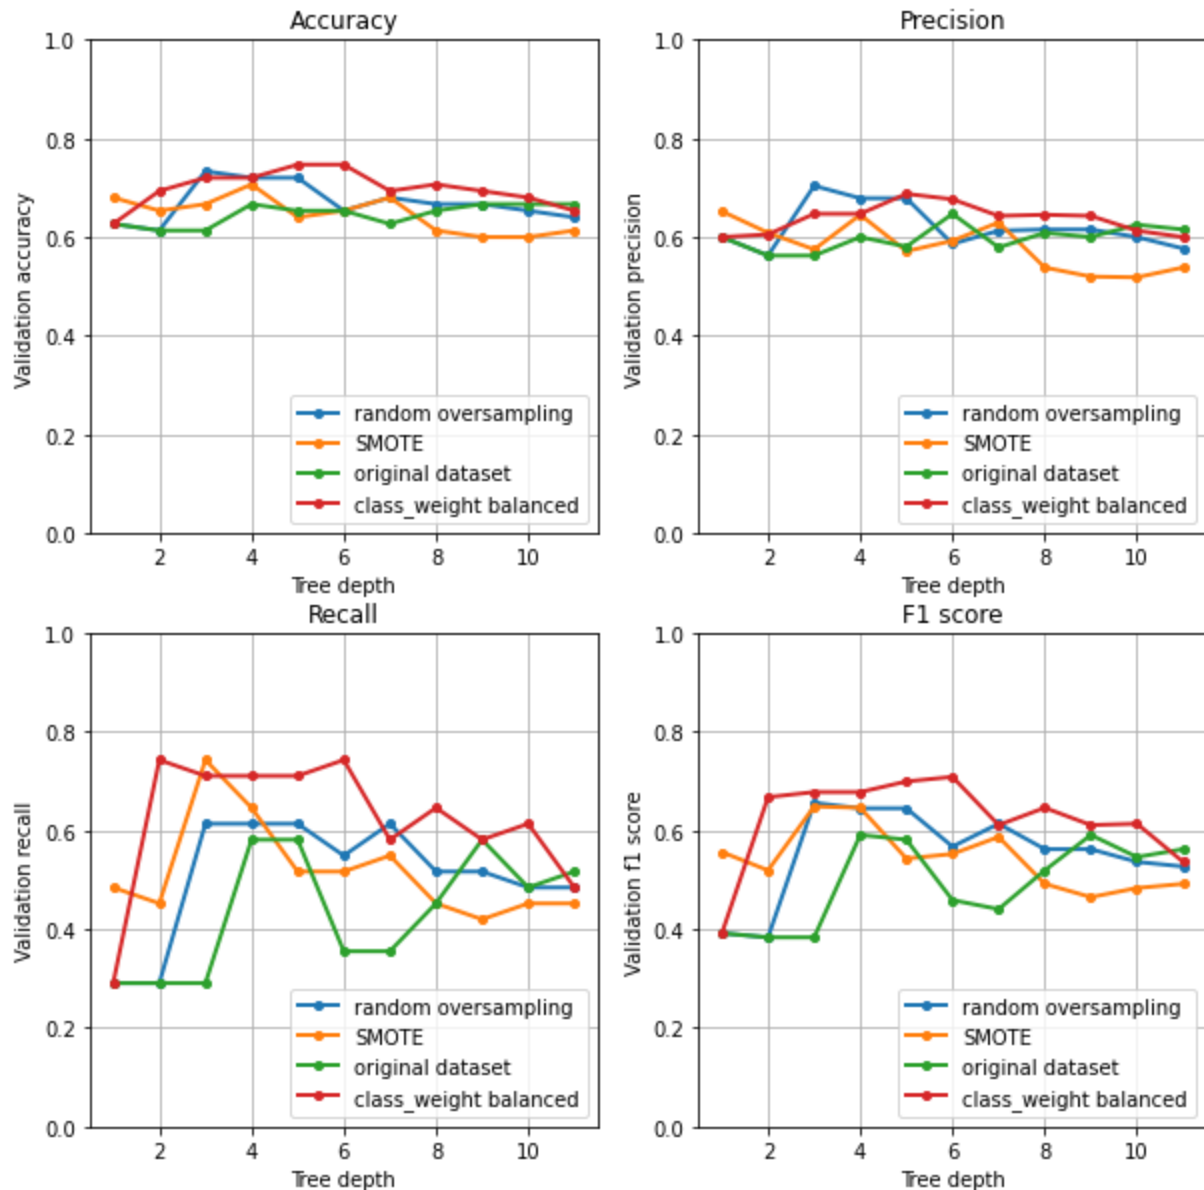 Accuracy
1.0
0.8
0.6
0.4
0.2
0.0
Validation accuracy
random oversampling
SMOTE
original dataset
class_weight balanced
2 4 6 8 10
Tree depth
Precision
1.0
0.8
0.6
0.4
0.2
0.0
Validation precision
random oversampling
SMOTE
original dataset
class_weight balanced
2 4 6 8 10
Tree depth
Recall
1.0
0.8
0.6
0.4
0.2
0.0
Validation recall
random oversampling
SMOTE
original dataset
class_weight balanced
2 4 6 8 10
Tree depth
F1 score
1.0
0.8
0.6
0.4
0.2
0.0
Validation f1 score
random oversampling
SMOTE
original dataset
class_weight balanced
2 4 6 8 10
Tree depth